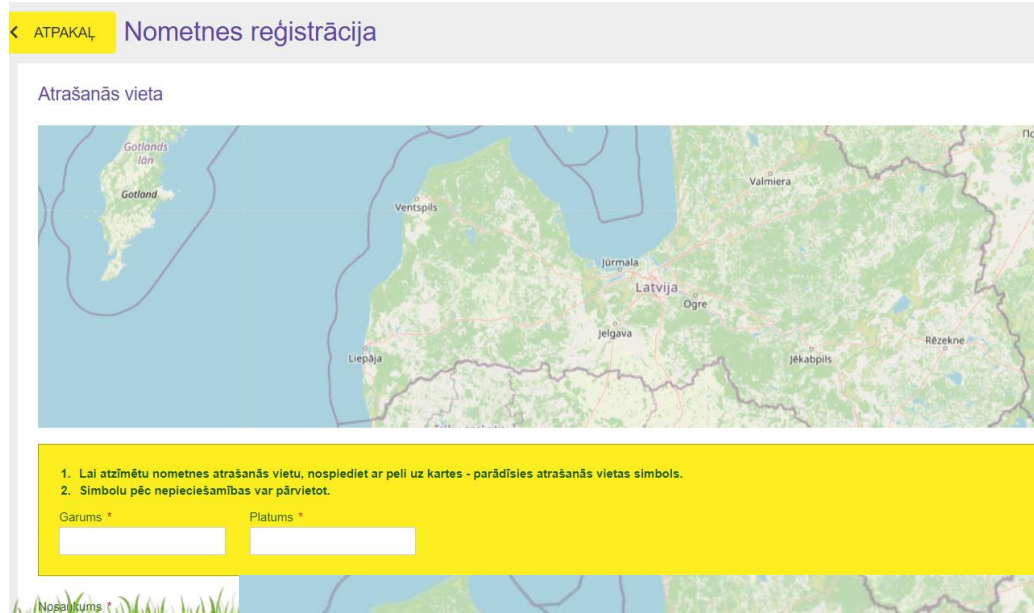 ATPAKAĻ
Nometnes reģistrācija
Atrašanās vieta
Gotlands
län
Gotland
Ventspils
Valmiera
Jūrmala
Latvija
Ogre
Jelgava
Rēzekne
Liepāja
Jēkabpils
1. Lai atzīmētu nometnes atrašanās vietu, nospiediet ar peli uz kartes - parādīsies atrašanās vietas simbols.
2. Simbolu pēc nepieciešamības var pārvietot.
Garums * Platums *
Nosaukums *